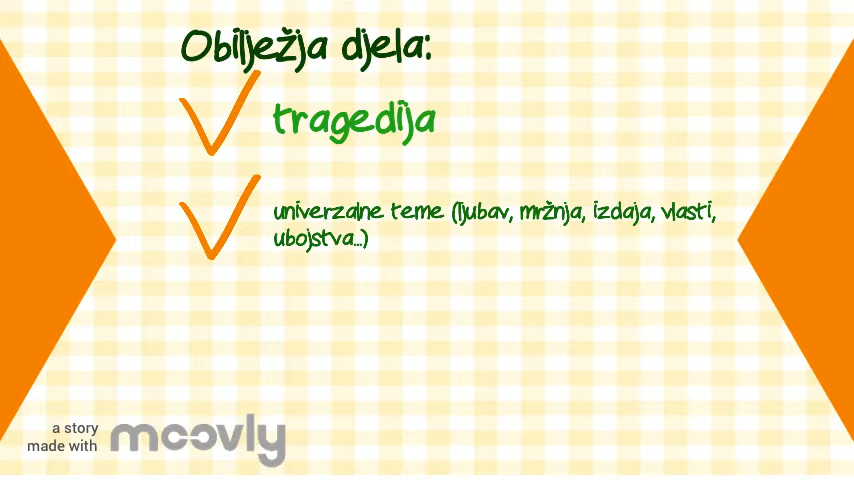 Obilježja djela:
tragedija
univerzalne teme (ljubav, mržnja, izdaja, vlasti,
ubojstva...)
a story
made with moovly